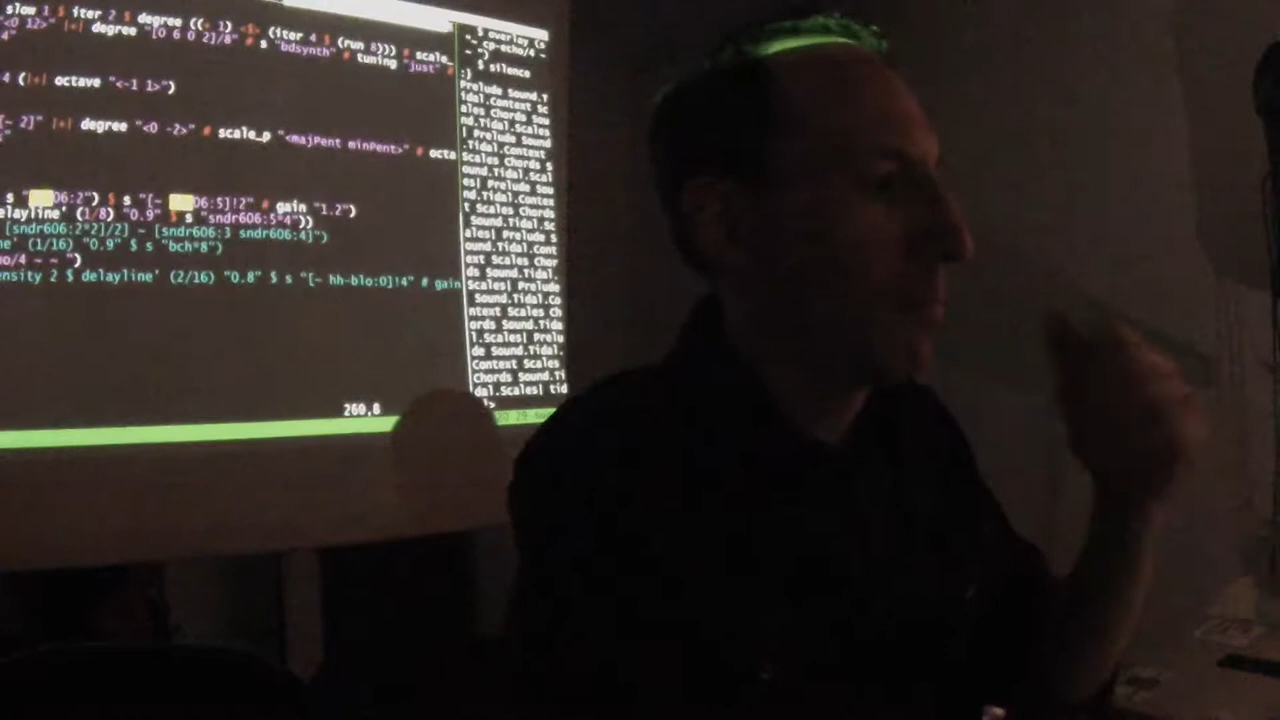 slow 1 $ iter 2 $ degree ((+ 1) <$> (iter 4 $ (run 8))) # scale_
"<0 12>" |+| degree "[0 6 0 2]/8" # s "bdsynth" # tuning "just" #
4"
4 (|+| octave "<-1 1>")
[~ 2]" |+| degree "<0 -2>" # scale_p "<majPent minPent>" # octa
"
s "06:2") $ s "[~ 06:5]!2" # gain "1.2")
elayline' (1/8) "0.9" $ s "sndr606:5*4"))
[sndr606:2*2]/2] ~ [sndr606:3 sndr606:4]")
ne' (1/16) "0.9" $ s "bch*8")
o/4 ~ ~ ")
ensity 2 $ delayline' (2/16) "0.8" $ s "[~ hh-blo:0]!4" # gain
260,8
$ overlay (s
"~ cp-echo/4 ~
~ ")
$ silence
:}
Prelude Sound.T
idal.Context Sc
ales Chords Sou
nd.Tidal.Scales
| Prelude Sound
.Tidal.Context
Scales Chords S
ound.Tidal.Scal
es| Prelude Sou
nd.Tidal.Contex
t Scales Chords
Sound.Tidal.Sc
ales| Prelude S
ound.Tidal.Cont
ext Scales Chor
ds Sound.Tidal.
Scales| Prelude
Sound.Tidal.Co
ntext Scales Ch
ords Sound.Tida
l.Scales| Prelu
de Sound.Tidal.
Context Scales
Chords Sound.Ti
dal.Scales| tid
al>